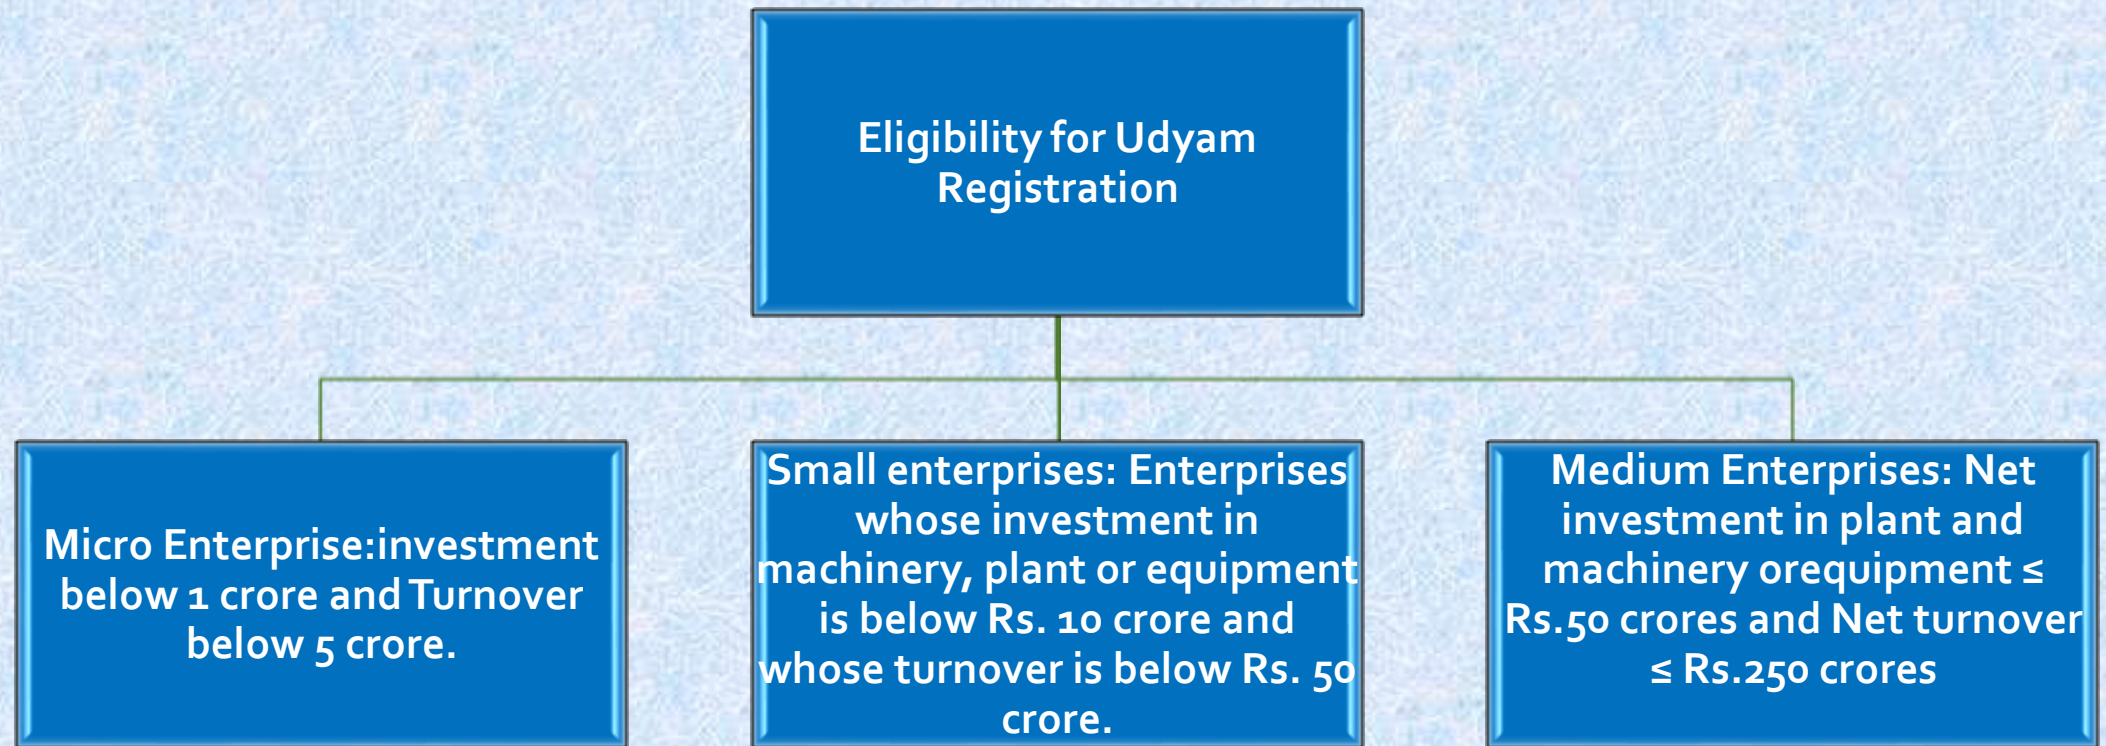 Eligibility for Udyam
Registration
Micro Enterprise:investment
below 1 crore and Turnover
below 5 crore.
Small enterprises: Enterprises
whose investment in
machinery, plant or equipment
is below Rs. 10 crore and
whose turnover is below Rs. 50
crore.
Medium Enterprises: Net
investment in plant and
machinery orequipment ≤
Rs.50 crores and Net turnover
≤ Rs.250 crores